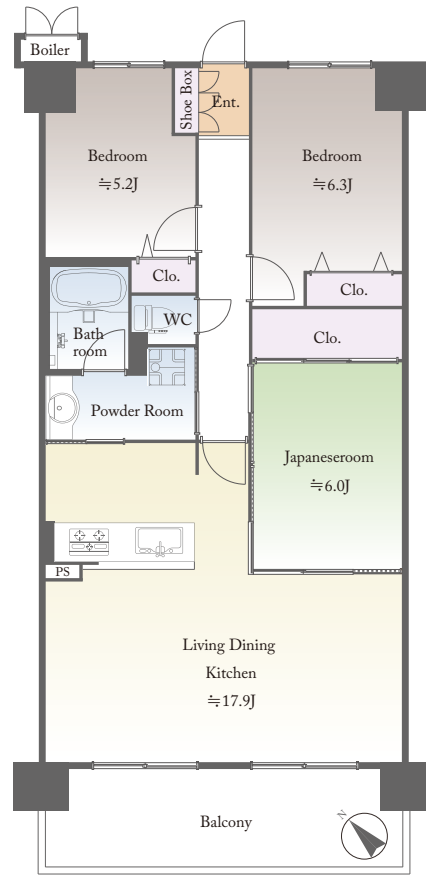 Boiler
Shoe Box
Ent.
Bedroom
≒5.2J
Bedroom
≒6.3J
Clo.
Clo.
WC
Clo.
Bath
room
Powder Room
Japaneseroom
≒6.0J
PS
Living Dining
Kitchen
≒17.9J
Balcony
N